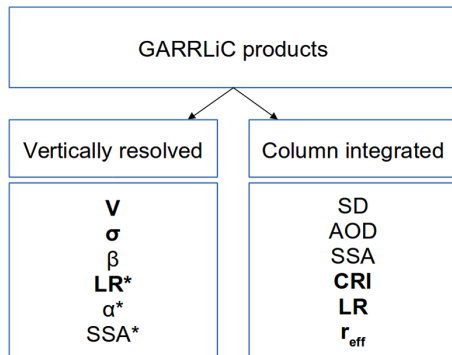 GARRLiC products
Vertically resolved
V
σ
β
LR*
α*
SSA*
Column integrated
SD
AOD
SSA
CRI
LR
r_eff